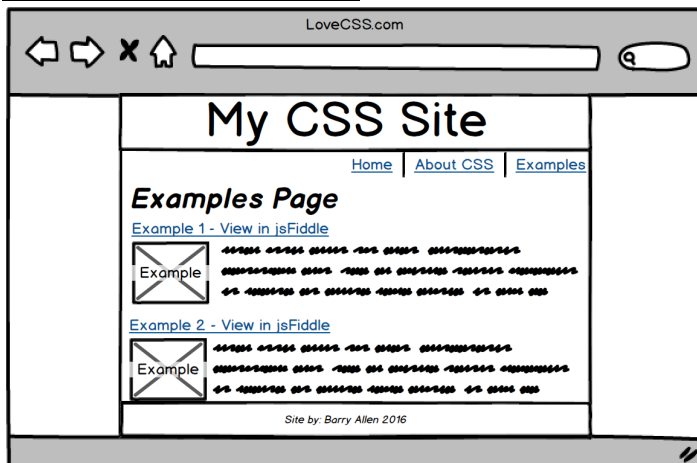 LoveCSS.com
My CSS Site
Home About CSS Examples
Examples Page
Example 1 - View in jsFiddle
Example
Example 2 - View in jsFiddle
Example
Site by: Barry Allen 2016